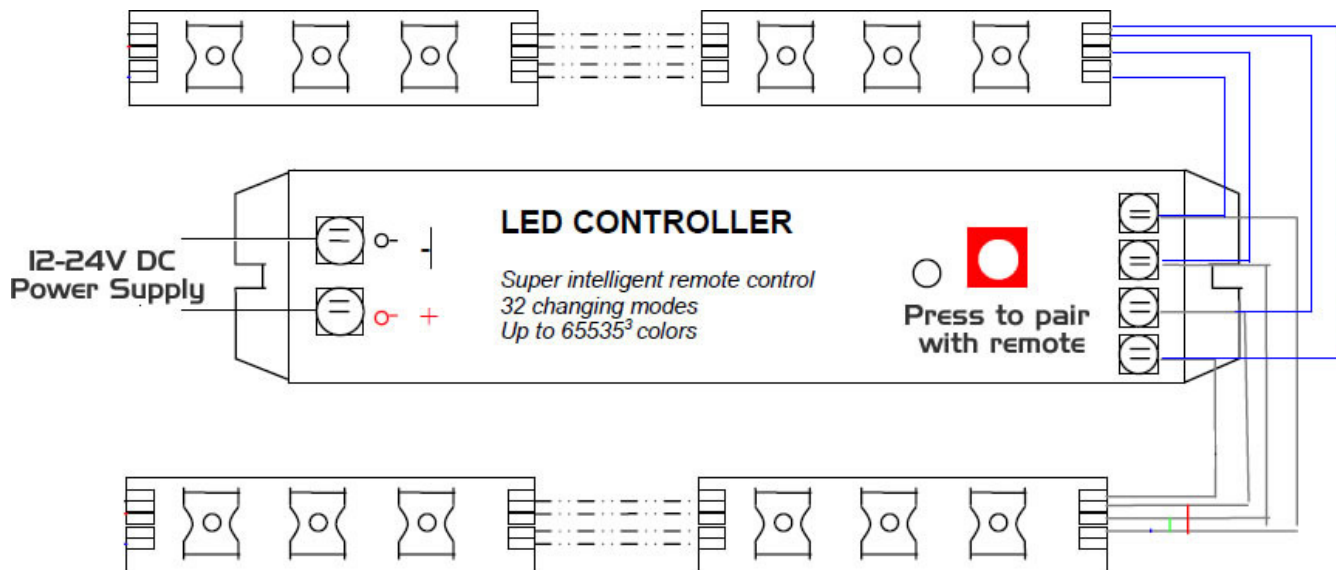 LED CONTROLLER
12-24V DC
Power Supply
-
+
Super intelligent remote control
32 changing modes
Up to 65535³ colors
Press to pair
with remote